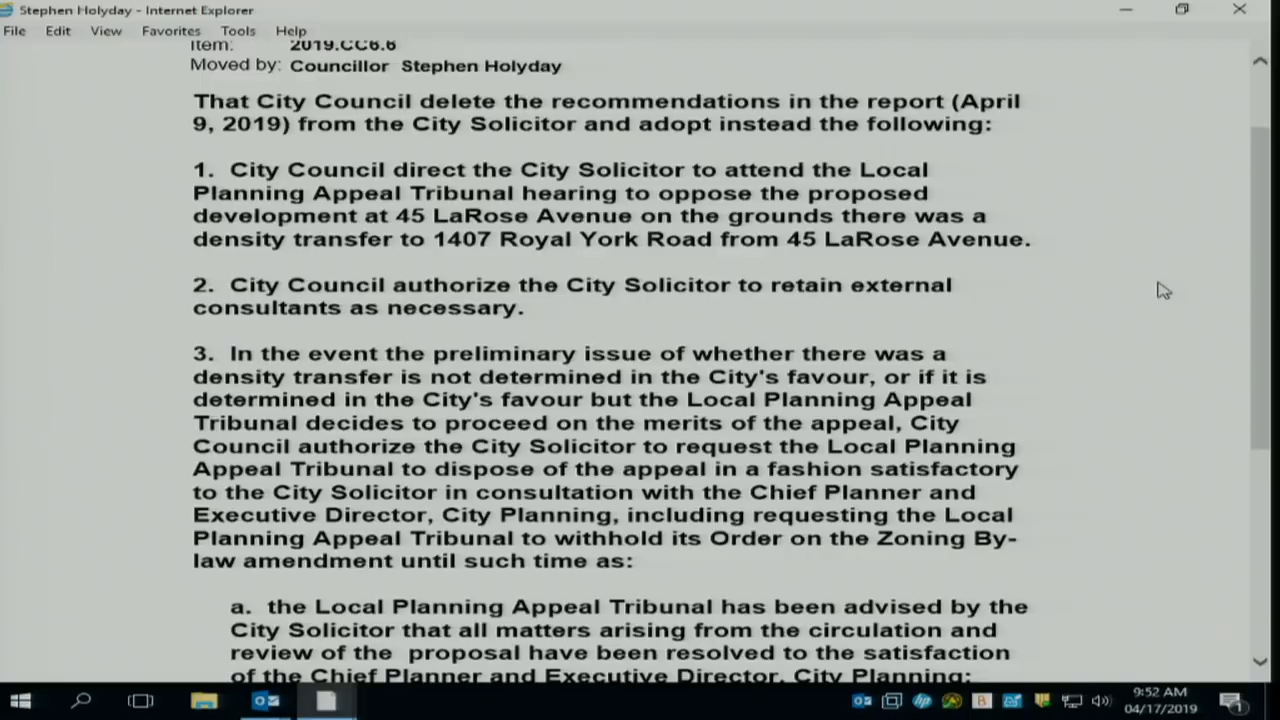 Stephen Holyday - Internet Explorer
File Edit View Favorites Tools Help
Item: 2019.CC6.6
Moved by: Councillor Stephen Holyday
That City Council delete the recommendations in the report (April
9, 2019) from the City Solicitor and adopt instead the following:
1. City Council direct the City Solicitor to attend the Local
Planning Appeal Tribunal hearing to oppose the proposed
development at 45 LaRose Avenue on the grounds there was a
density transfer to 1407 Royal York Road from 45 LaRose Avenue.
2. City Council authorize the City Solicitor to retain external
consultants as necessary.
3. In the event the preliminary issue of whether there was a
density transfer is not determined in the City's favour, or if it is
determined in the City's favour but the Local Planning Appeal
Tribunal decides to proceed on the merits of the appeal, City
Council authorize the City Solicitor to request the Local Planning
Appeal Tribunal to dispose of the appeal in a fashion satisfactory
to the City Solicitor in consultation with the Chief Planner and
Executive Director, City Planning, including requesting the Local
Planning Appeal Tribunal to withhold its Order on the Zoning By-
law amendment until such time as:
a. the Local Planning Appeal Tribunal has been advised by the
City Solicitor that all matters arising from the circulation and
review of the proposal have been resolved to the satisfaction
of the Chief Planner and Executive Director, City Planning;
9:52 AM
04/17/2019